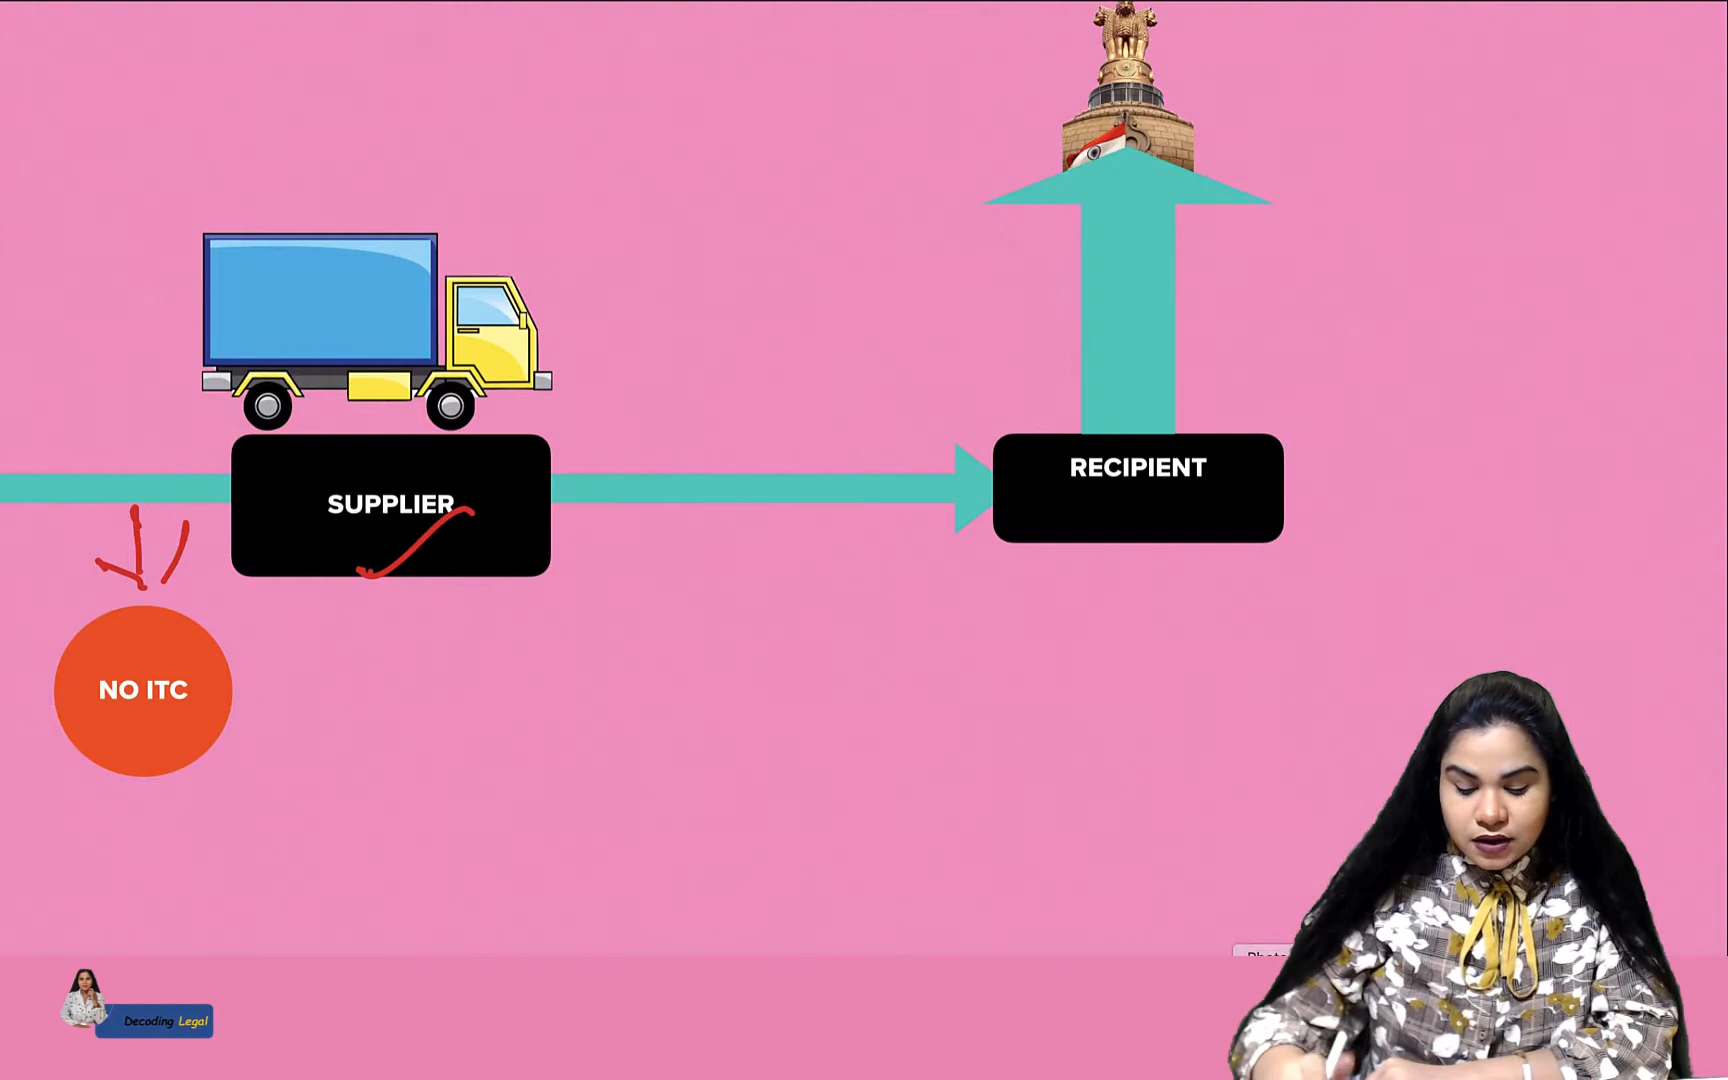 SUPPLIER
RECIPIENT
NO ITC
Decoding Legal